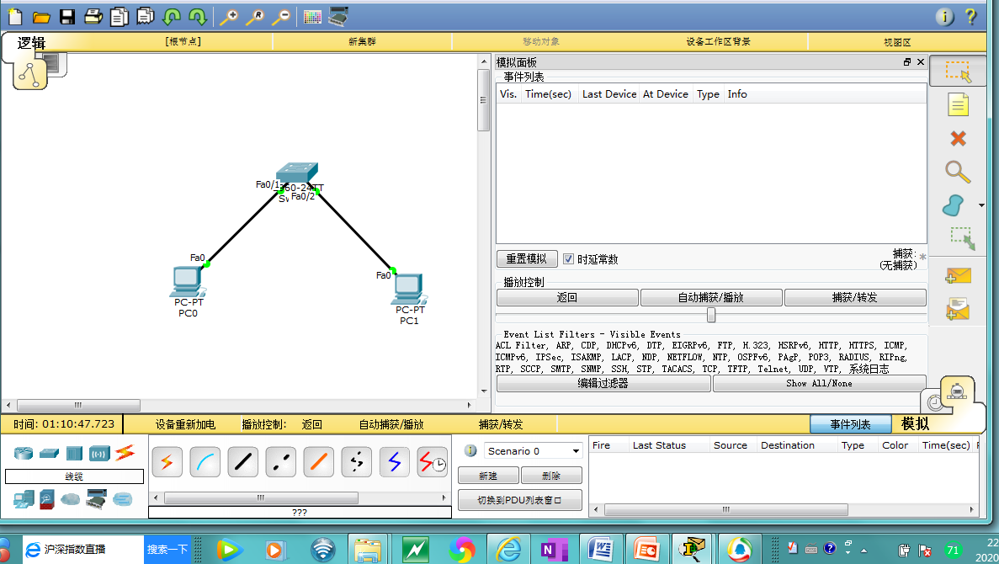 逻辑
[根节点]
新集群
移动对象
设备工作区背景
视图区
模拟面板
事件列表
Vis. Time(sec) Last Device At Device Type Info
Fa0/1
Fa0/2
Fa0
PC-PT
PC0
Fa0
PC-PT
PC1
重置模拟
时延常数
捕获:
(无捕获)
*
播放控制
返回
自动捕获/播放
捕获/转发
Event List Filters - Visible Events
ACL Filter, ARP, CDP, DHCPv6, DTP, EIGRPv6, FTP, H.323, HSRPv6, HTTP, HTTPS, ICMP,
ICMPv6, IPSec, ISAKMP, LACP, NDP, NETFLOW, NTP, OSPFv6, PAgP, POP3, RADIUS, RIPng,
RTP, SCCP, SMTP, SNMP, SSH, STP, TACACS, TCP, TFTP, Telnet, UDP, VTP, 系统日志
编辑过滤器
Show All/None
时间: 01:10:47.723
设备重新加电
播放控制:
返回
自动捕获/播放
捕获/转发
事件列表
模拟
线缆
???
Scenario 0
新建
删除
切换到PDU列表窗口
Fire Last Status Source Destination Type Color Time(sec)
沪深指数直播
搜索一下
71
22
2020